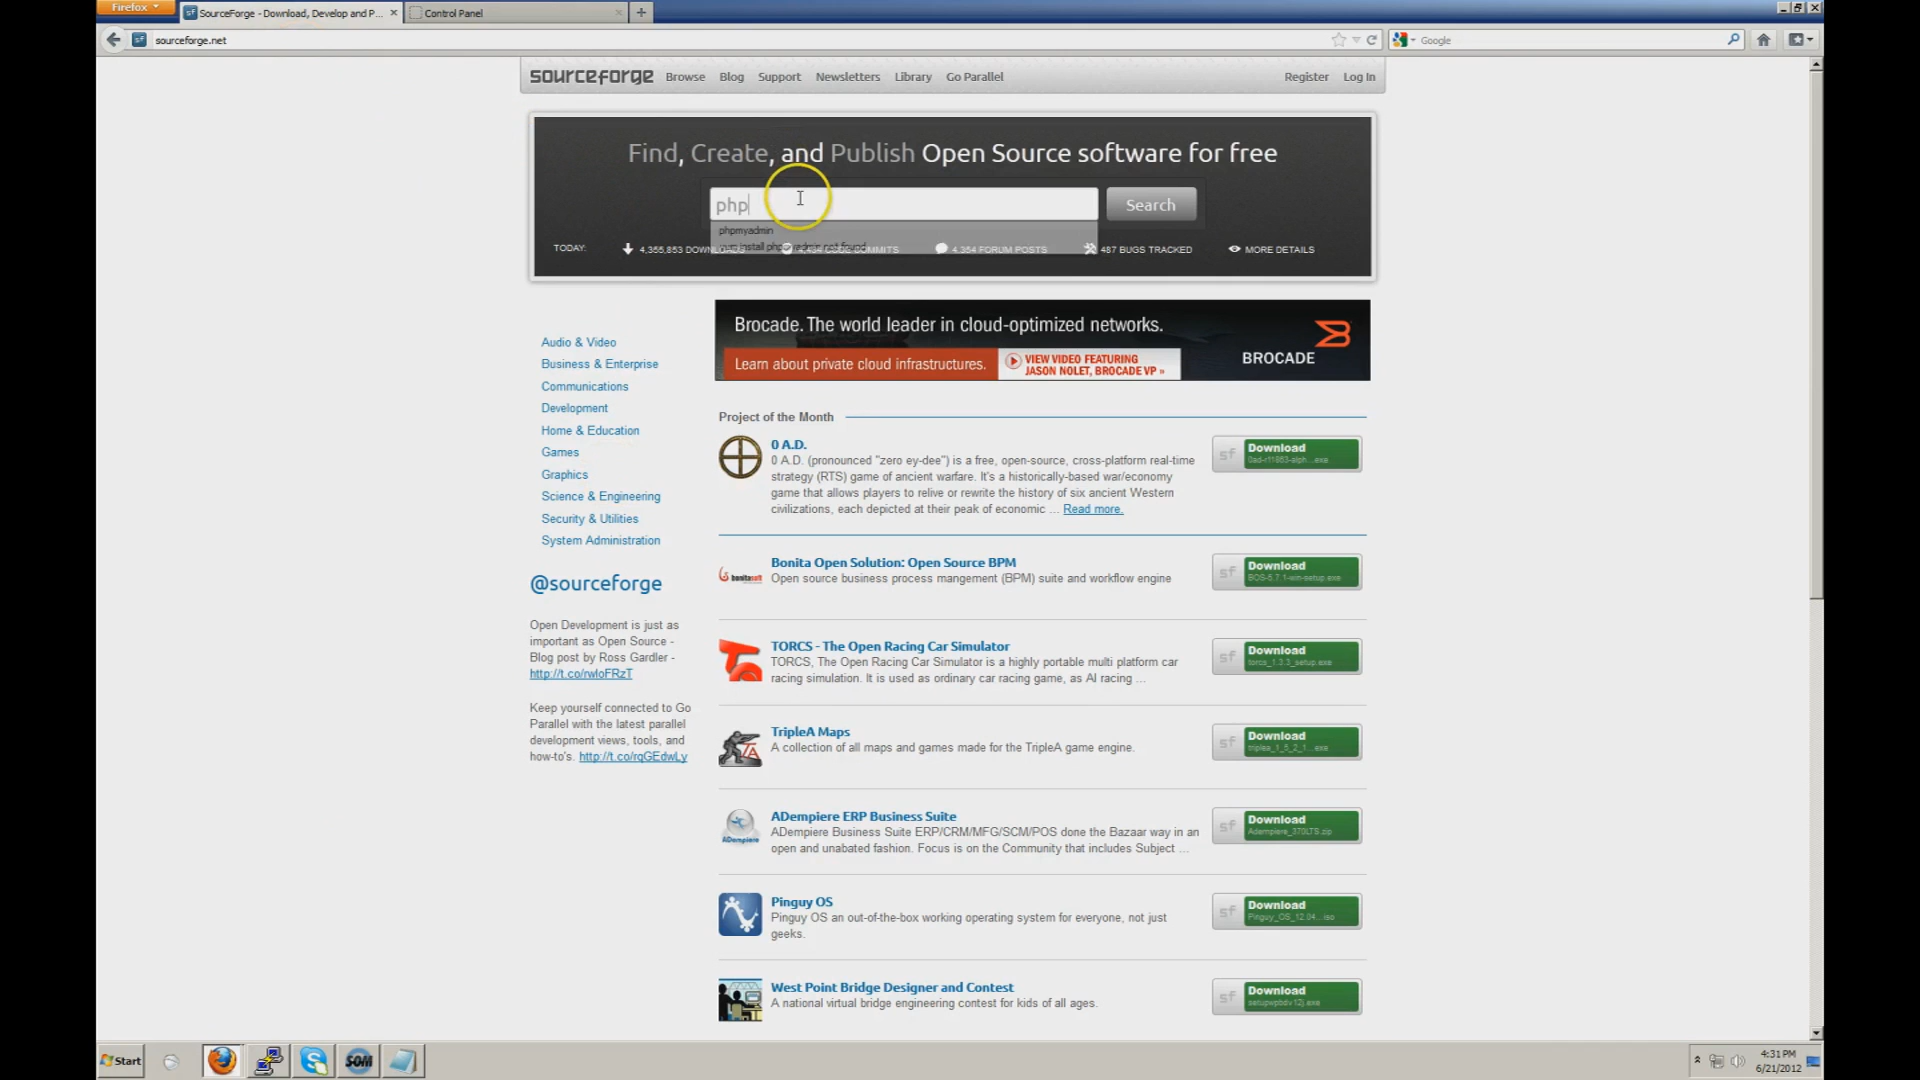 Firefox
SourceForge - Download, Develop and P...
Control Panel
sourceforge.net
Google
sourceforge Browse Blog Support Newsletters Library Go Parallel Register Log In
Find, Create, and Publish Open Source software for free
php
Search
phpmyadmin
TODAY: 4,355,853 COMMITS 4,354 FORUM POSTS 487 BUGS TRACKED MORE DETAILS
Brocade. The world leader in cloud-optimized networks.
Learn about private cloud infrastructures.
VIEW VIDEO FEATURING
JASON NOLET, BROCADE VP »
BROCADE
Audio & Video
Business & Enterprise
Communications
Development
Home & Education
Games
Graphics
Science & Engineering
Security & Utilities
System Administration
@sourceforge
Open Development is just as
important as Open Source -
Blog post by Ross Gardler -
http://t.co/rwIoFRzT
Keep yourself connected to Go
Parallel with the latest parallel
development views, tools, and
how-to's. http://t.co/rqGEdwLy
Project of the Month
0 A.D.
0 A.D. (pronounced "zero ey-dee") is a free, open-source, cross-platform real-time
strategy (RTS) game of ancient warfare. It's a historically-based war/economy
game that allows players to relive or rewrite the history of six ancient Western
civilizations, each depicted at their peak of economic ... Read more.
Download
0ad-r11863-alph...exe
Bonita Open Solution: Open Source BPM
Open source business process mangement (BPM) suite and workflow engine
Download
BOS-5.7.1-win-setup.exe
TORCS - The Open Racing Car Simulator
TORCS, The Open Racing Car Simulator is a highly portable multi platform car
racing simulation. It is used as ordinary car racing game, as AI racing ...
Download
torcs_1.3.3_setup.exe
TripleA Maps
A collection of all maps and games made for the TripleA game engine.
Download
triplea_1_5_2_1...exe
ADempiere ERP Business Suite
ADempiere Business Suite ERP/CRM/MFG/SCM/POS done the Bazaar way in an
open and unabated fashion. Focus is on the Community that includes Subject ...
Download
Adempiere_370LTS.zip
Pinguy OS
Pinguy OS an out-of-the-box working operating system for everyone, not just
geeks.
Download
Pinguy_OS_12.04...iso
West Point Bridge Designer and Contest
A national virtual bridge engineering contest for kids of all ages.
Download
setupwpbdv12j.exe
Start
SOM
4:31 PM
6/21/2012